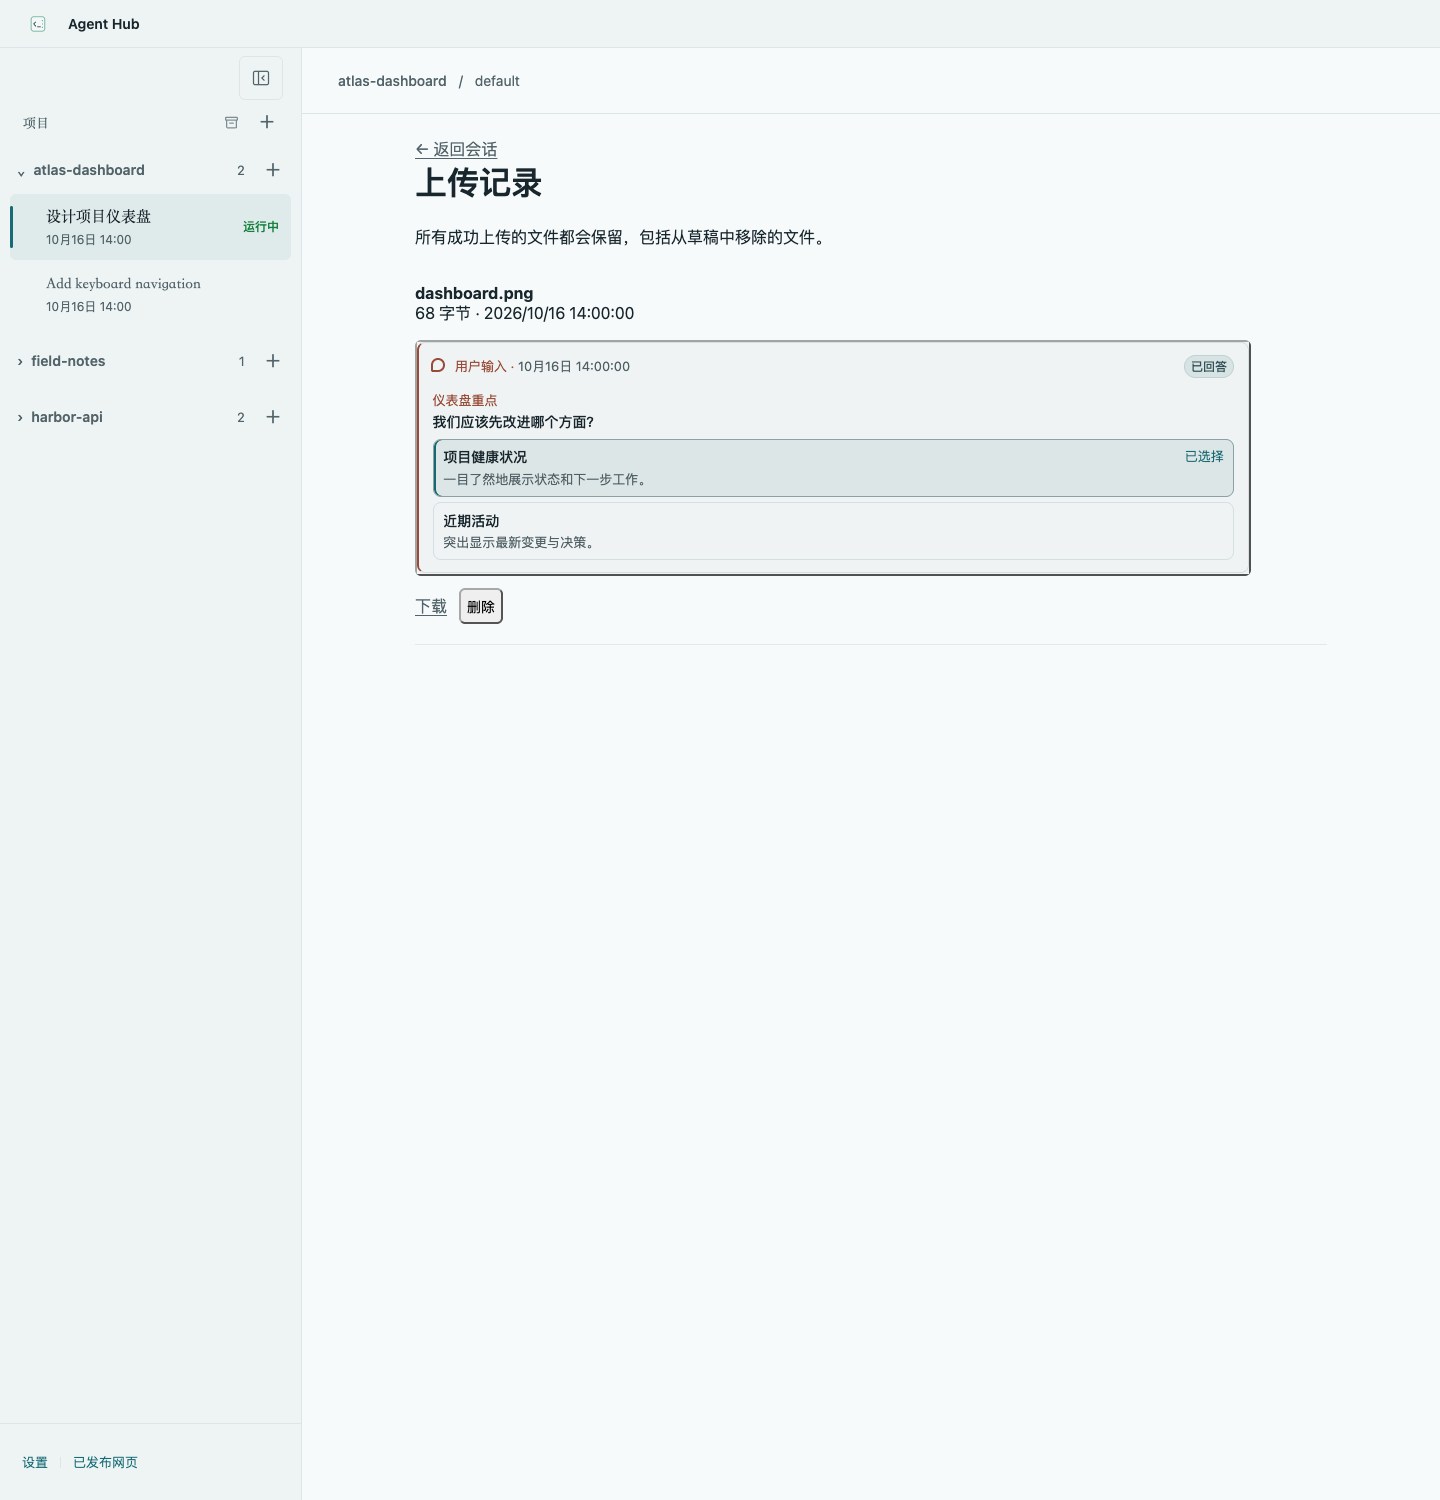 Agent Hub
项目
atlas-dashboard 2
设计项目仪表盘
10月16日 14:00
运行中
Add keyboard navigation
10月16日 14:00
field-notes 1
harbor-api 2
设置
已发布网页
atlas-dashboard / default
← 返回会话
上传记录
所有成功上传的文件都会保留，包括从草稿中移除的文件。
dashboard.png
68 字节 · 2026/10/16 14:00:00
用户输入 · 10月16日 14:00:00
已回答
仪表盘重点
我们应该先改进哪个方面？
项目健康状况
已选择
一目了然地展示状态和下一步工作。
近期活动
突出显示最新变更与决策。
下载
删除